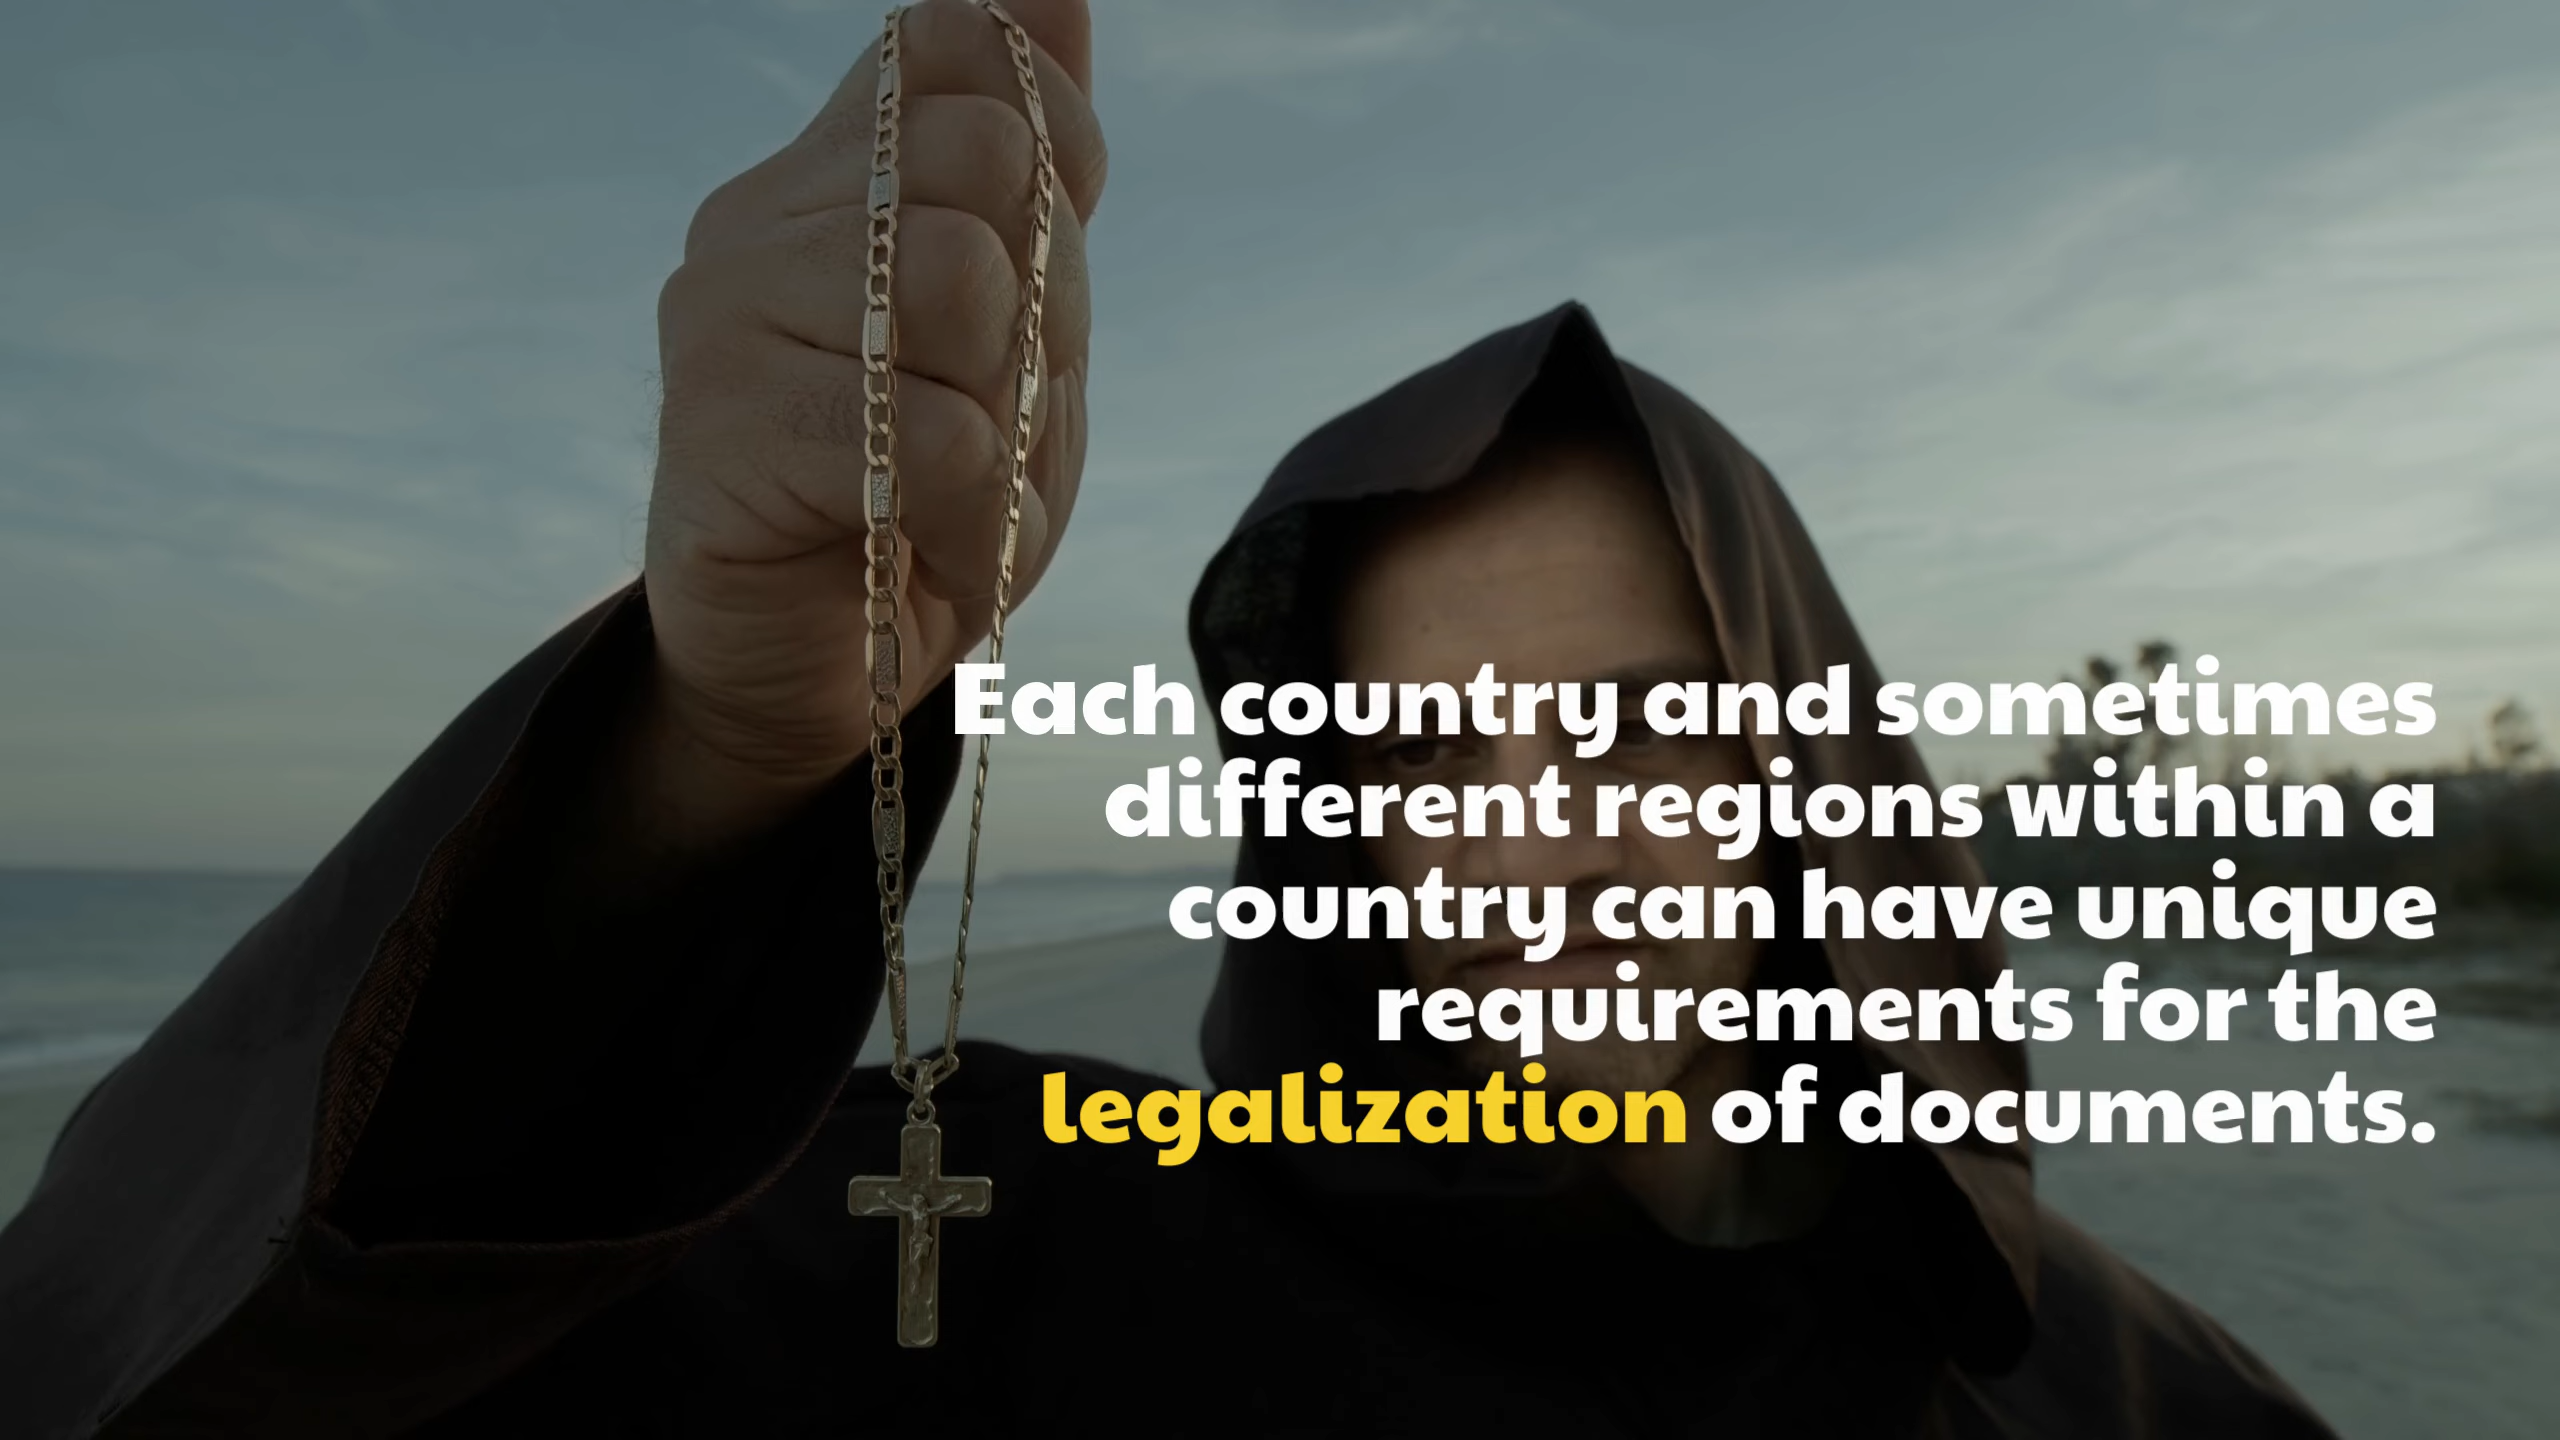 Each country and sometimes
different regions within a
country can have unique
requirements for the
legalization of documents.